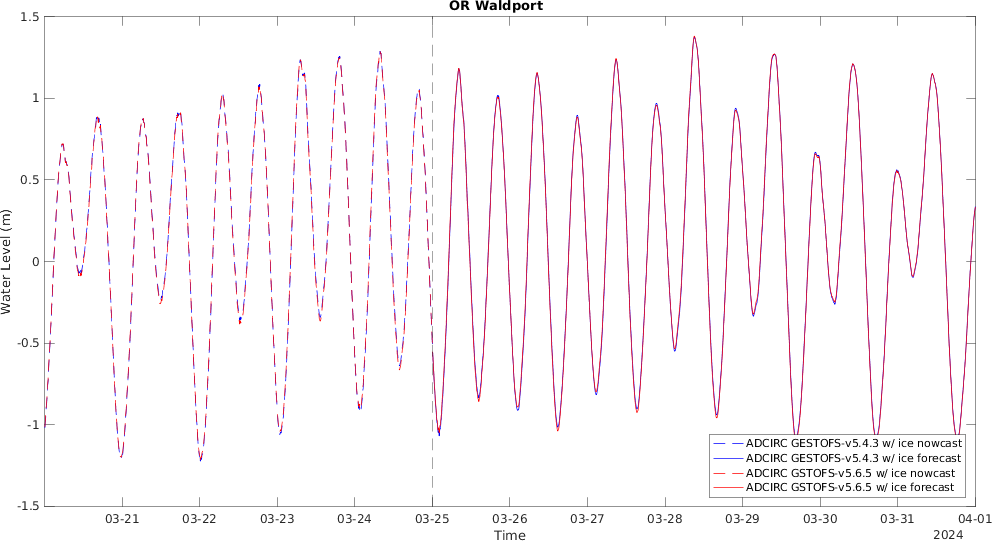 OR Waldport
1.5
1
0.5
0
-0.5
-1
-1.5
Water Level (m)
ADCIRC GESTOFS-v5.4.3 w/ ice nowcast
ADCIRC GESTOFS-v5.4.3 w/ ice forecast
ADCIRC GSTOFS-v5.6.5 w/ ice nowcast
ADCIRC GSTOFS-v5.6.5 w/ ice forecast
03-21 03-22 03-23 03-24 03-25 03-26 03-27 03-28 03-29 03-30 03-31 04-01
Time
2024